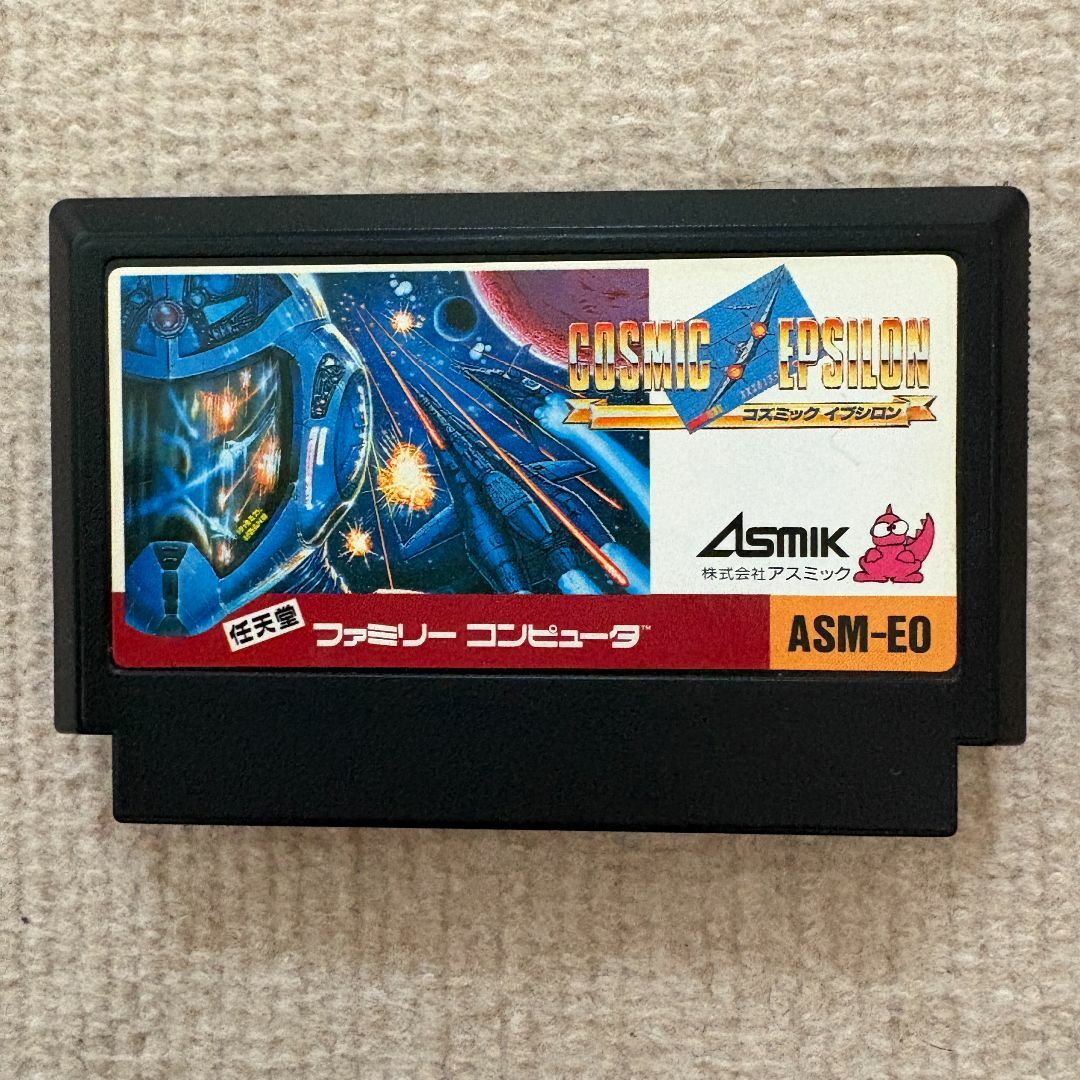 COSMIC EPSILON
コズミック イプシロン
ASMIK
株式会社アスミック
任天堂 ファミリー コンピュータ™
ASM-EO